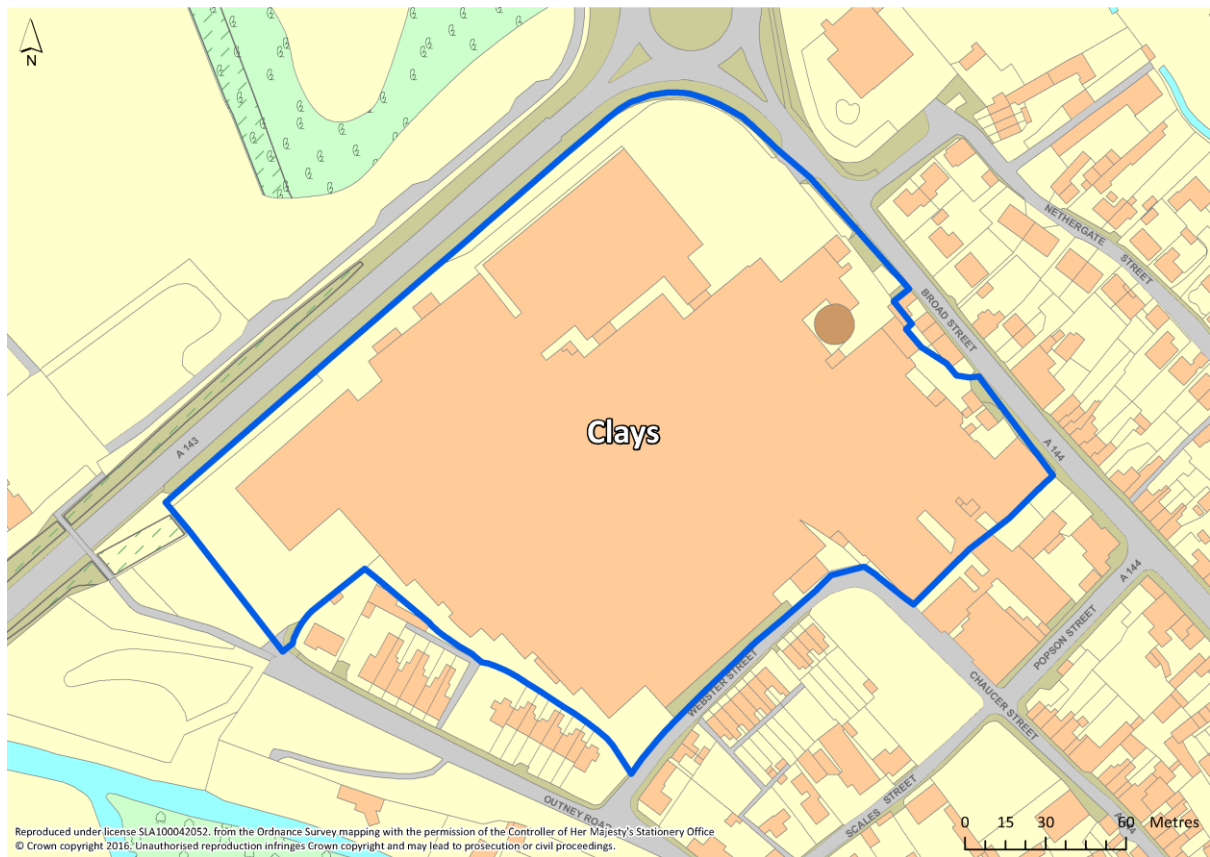 N
NETHERGATE STREET
BROAD STREET
A 143
Clays
A 144
A 144
POPSON STREET
WEBSTER STREET
CHAUCER STREET
SCALES STREET
OUTNEY ROAD
0 15 30 60 Metres
Reproduced under license SLA100042052. from the Ordnance Survey mapping with the permission of the Controller of Her Majesty's Stationery Office
© Crown copyright 2016. Unauthorised reproduction infringes Crown copyright and may lead to prosecution or civil proceedings.